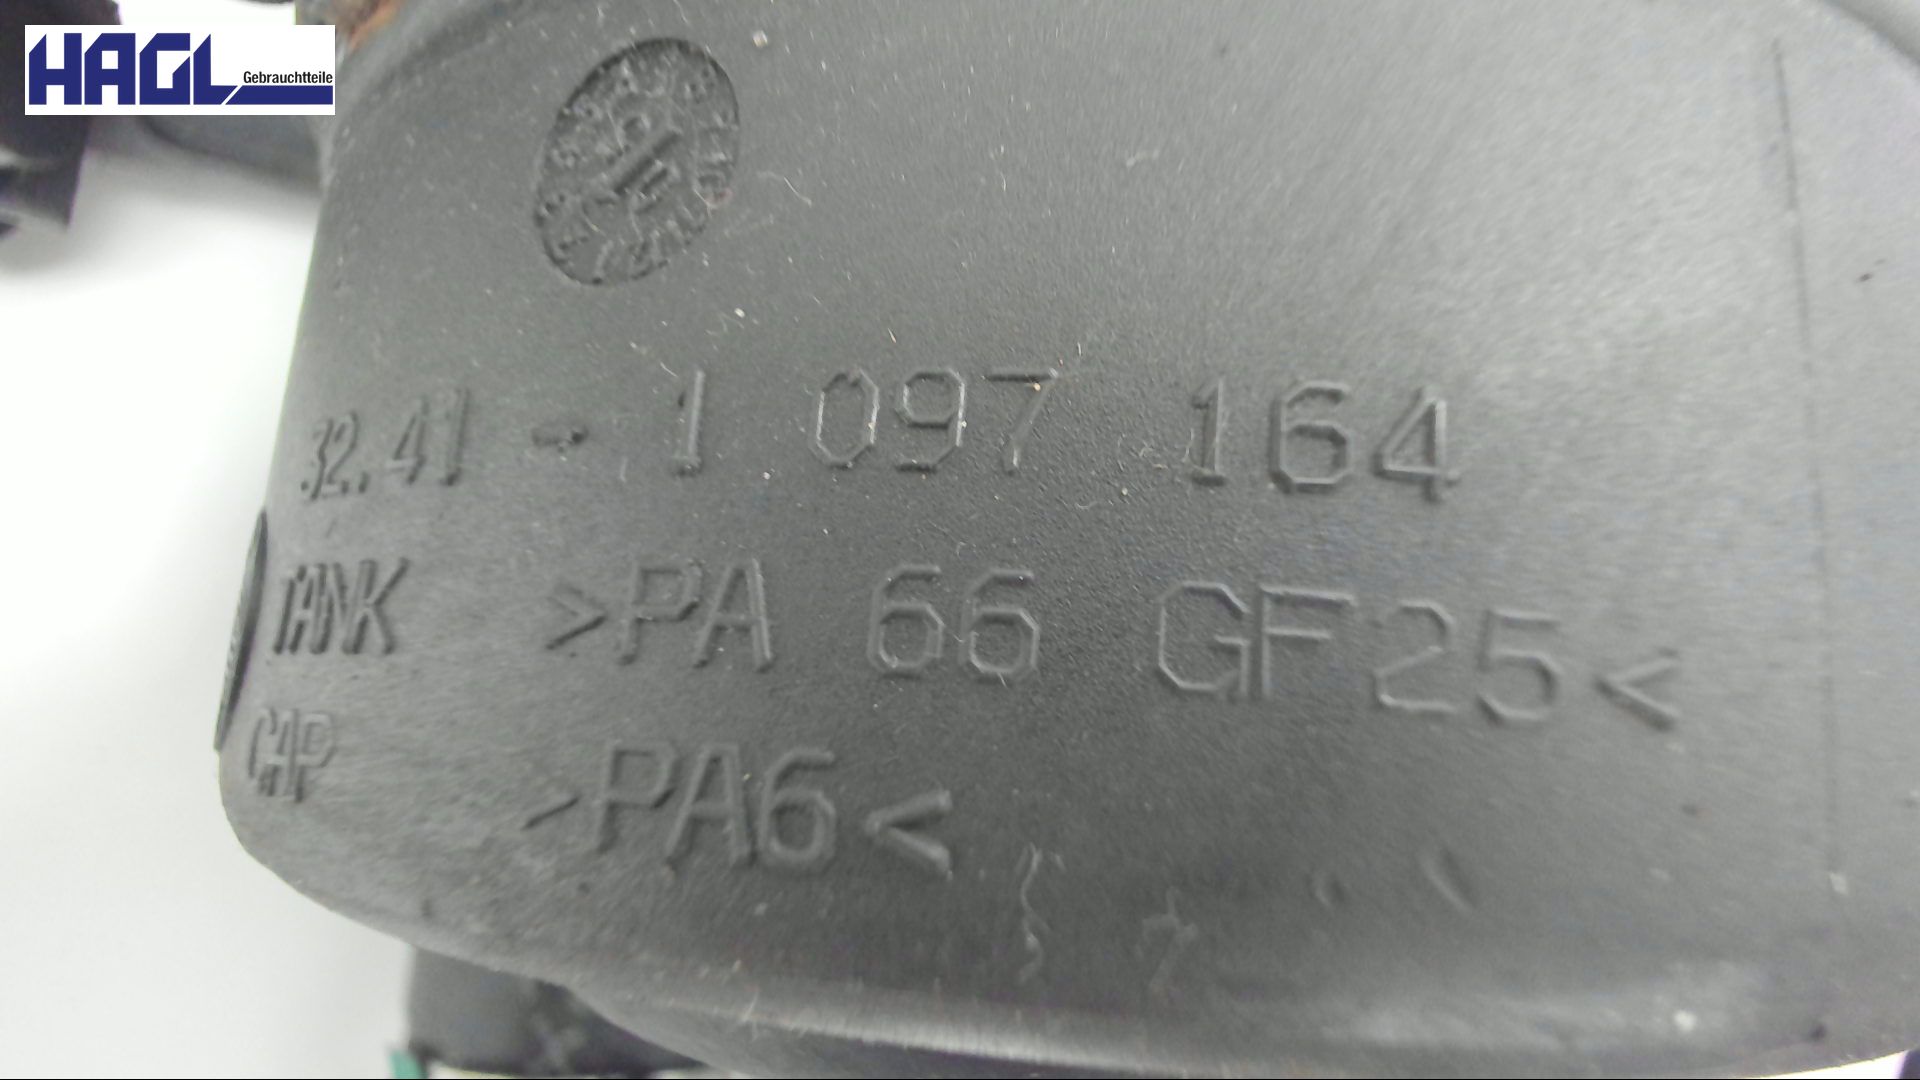 HAGL
Gebrauchtteile
32.41 - 1 097 164
TANK >PA 66 GF25<
CAP >PA6<